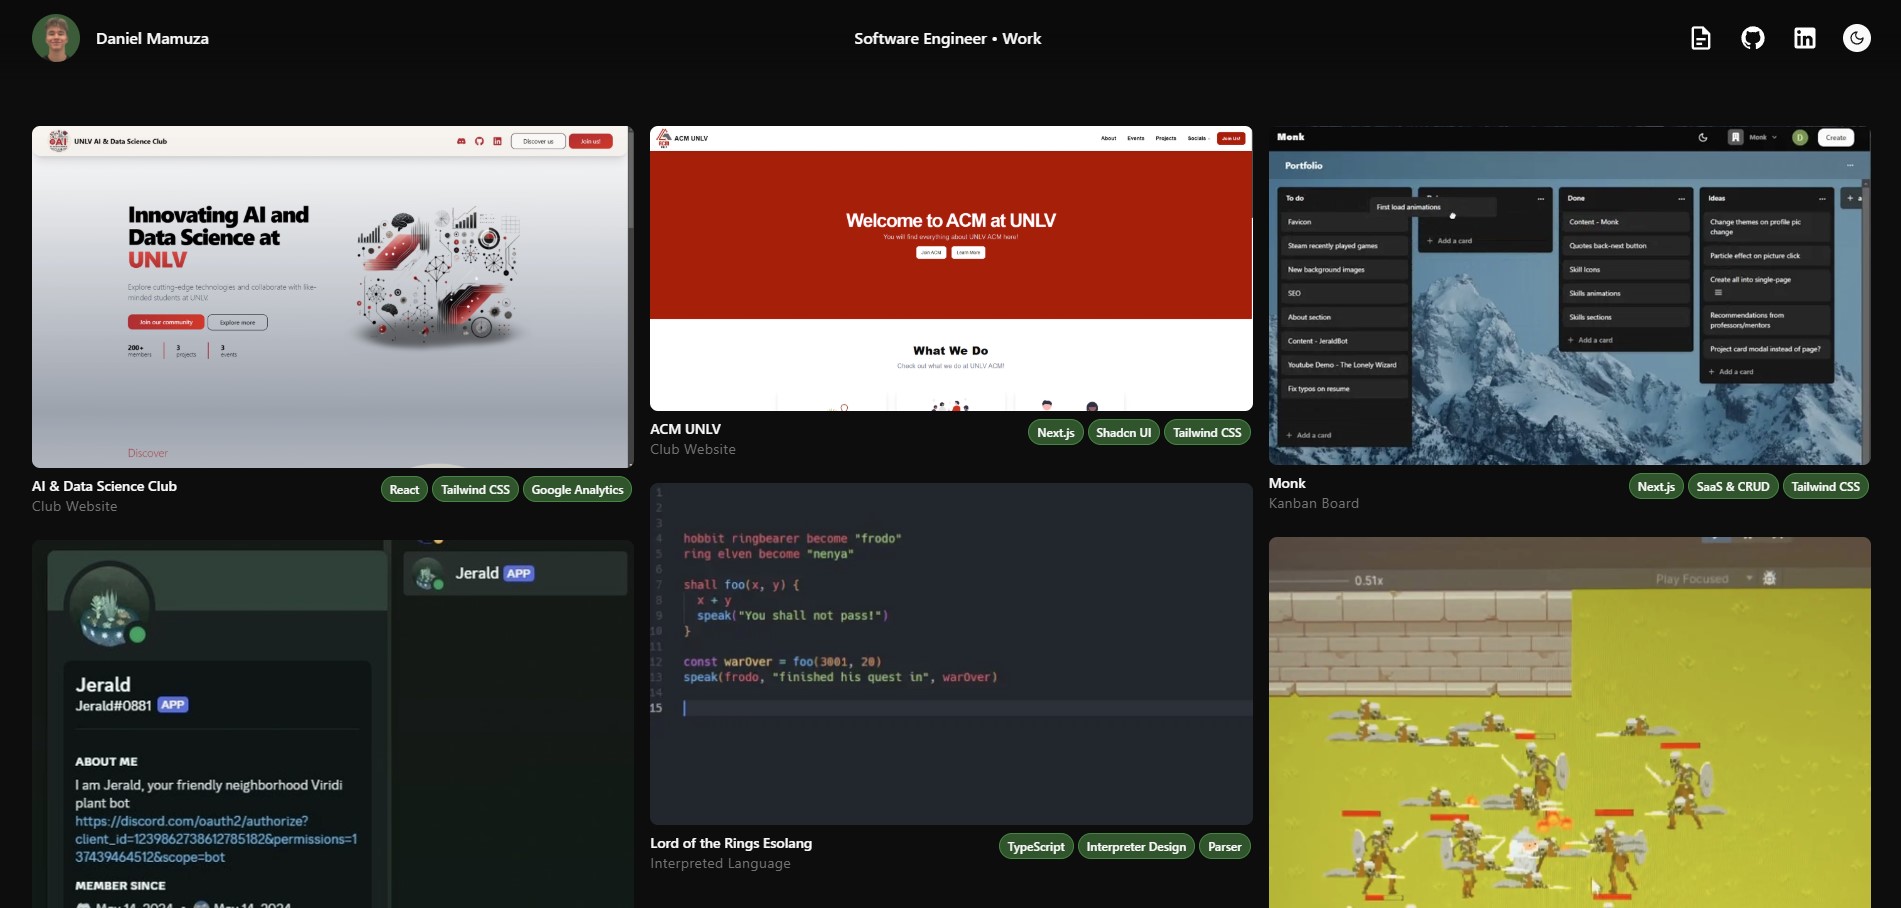 Daniel Mamuza
Software Engineer • Work
UNLV AI & Data Science Club
Discover us
Join us!
Innovating AI and
Data Science at
UNLV
Explore cutting-edge technologies and collaborate with like-
minded students at UNLV.
Join our community
Explore more
200+
members
3
projects
3
events
Discover
AI & Data Science Club
Club Website
React
Tailwind CSS
Google Analytics
ACM UNLV
About
Events
Projects
Socials
Join Us!
Welcome to ACM at UNLV
You will find everything about UNLV ACM here!
Join ACM
Learn More
What We Do
Check out what we do at UNLV ACM!
ACM UNLV
Club Website
Next.js
Shadcn UI
Tailwind CSS
Monk
Monk
D
Create
Portfolio
To do
Favicon
Steam recently played games
New background images
SEO
About section
Content - JeraldBot
Youtube Demo - The Lonely Wizard
Fix typos on resume
+ Add a card
First load animations
+ Add a card
Done
Content - Monk
Quotes back-next button
Skill Icons
Skills animations
Skills sections
+ Add a card
Ideas
Change themes on profile pic
change
Particle effect on picture click
Create all into single-page
Recommendations from
professors/mentors
Project card modal instead of page?
+ Add a card
+ a
Monk
Kanban Board
Next.js
SaaS & CRUD
Tailwind CSS
Jerald APP
Jerald
Jerald#0881 APP
ABOUT ME
I am Jerald, your friendly neighborhood Viridi
plant bot
https://discord.com/oauth2/authorize?
client_id=1239862738612785182&permissions=1
37439464512&scope=bot
MEMBER SINCE
May 14, 2024 • May 14, 2024
1
2
3
4 hobbit ringbearer become "frodo"
5 ring elven become "nenya"
6
7 shall foo(x, y) {
8 x + y
9 speak("You shall not pass!")
10 }
11
12 const warOver = foo(3001, 20)
13 speak(frodo, "finished his quest in", warOver)
14
15
Lord of the Rings Esolang
Interpreted Language
TypeScript
Interpreter Design
Parser
0.51x
Play Focused